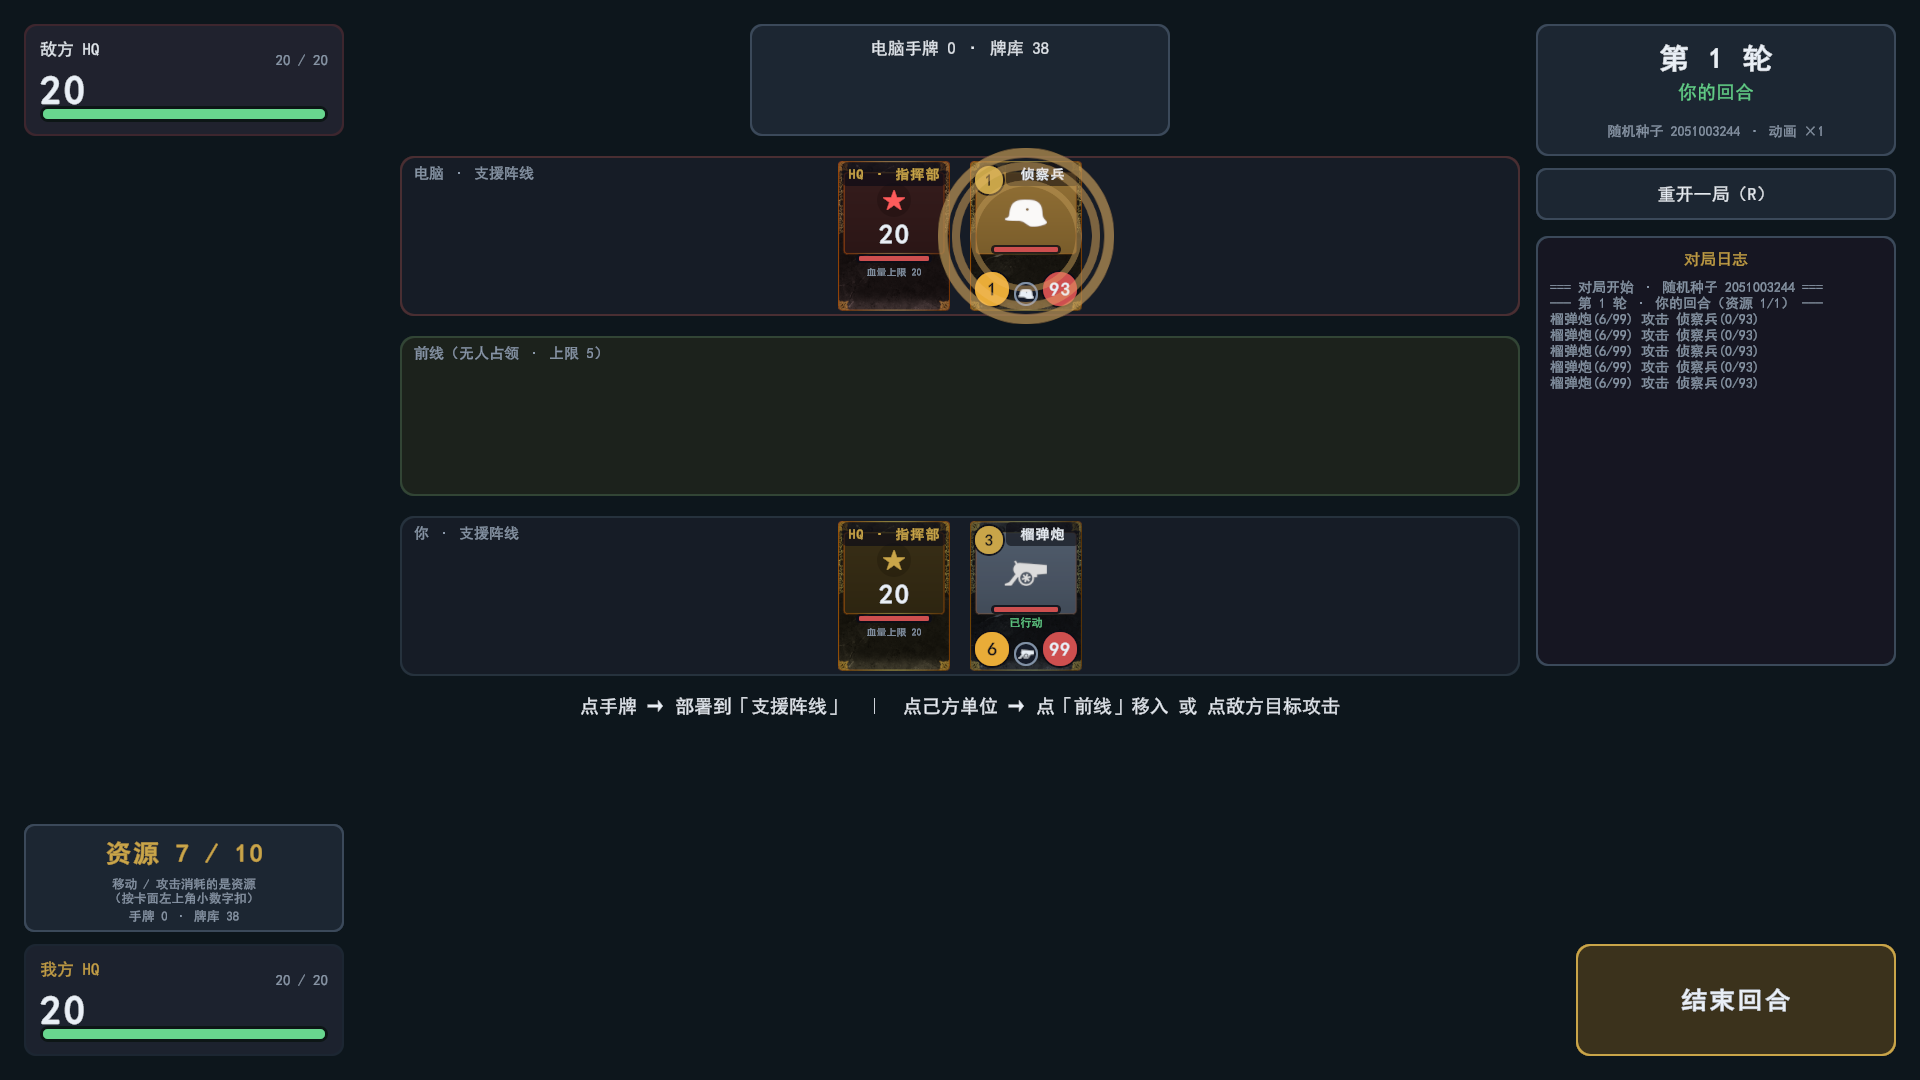 敌方 HQ
20 / 20
20
电脑手牌 0 · 牌库 38
第 1 轮
你的回合
随机种子 2051003244 · 动画 ×1
重开一局（R）
电脑 · 支援阵线
HQ · 指挥部
20
血量上限 20
1
侦察兵
1
93
对局日志
══ 对局开始 · 随机种子 2051003244 ══
—— 第 1 轮 · 你的回合（资源 1/1） ——
榴弹炮(6/99) 攻击 侦察兵(0/93)
榴弹炮(6/99) 攻击 侦察兵(0/93)
榴弹炮(6/99) 攻击 侦察兵(0/93)
榴弹炮(6/99) 攻击 侦察兵(0/93)
榴弹炮(6/99) 攻击 侦察兵(0/93)
前线（无人占领 · 上限 5）
你 · 支援阵线
HQ · 指挥部
20
血量上限 20
3
榴弹炮
已行动
6
99
点手牌 → 部署到「支援阵线」 ｜ 点己方单位 → 点「前线」移入 或 点敌方目标攻击
资源 7 / 10
移动 / 攻击消耗的是资源
（按卡面左上角小数字扣）
手牌 0 · 牌库 38
我方 HQ
20 / 20
20
结束回合